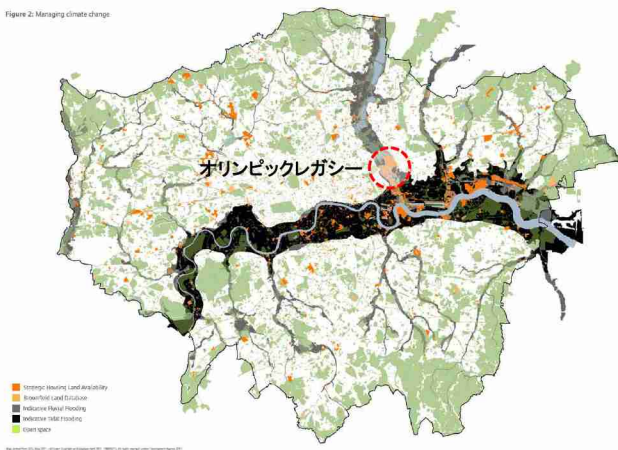 Figure 2: Managing climate change
オリンピックレガシー
Strategic Housing Land Availability
Brownfield Land Database
Indicative Fluvial Flooding
Indicative Tidal Flooding
Green space